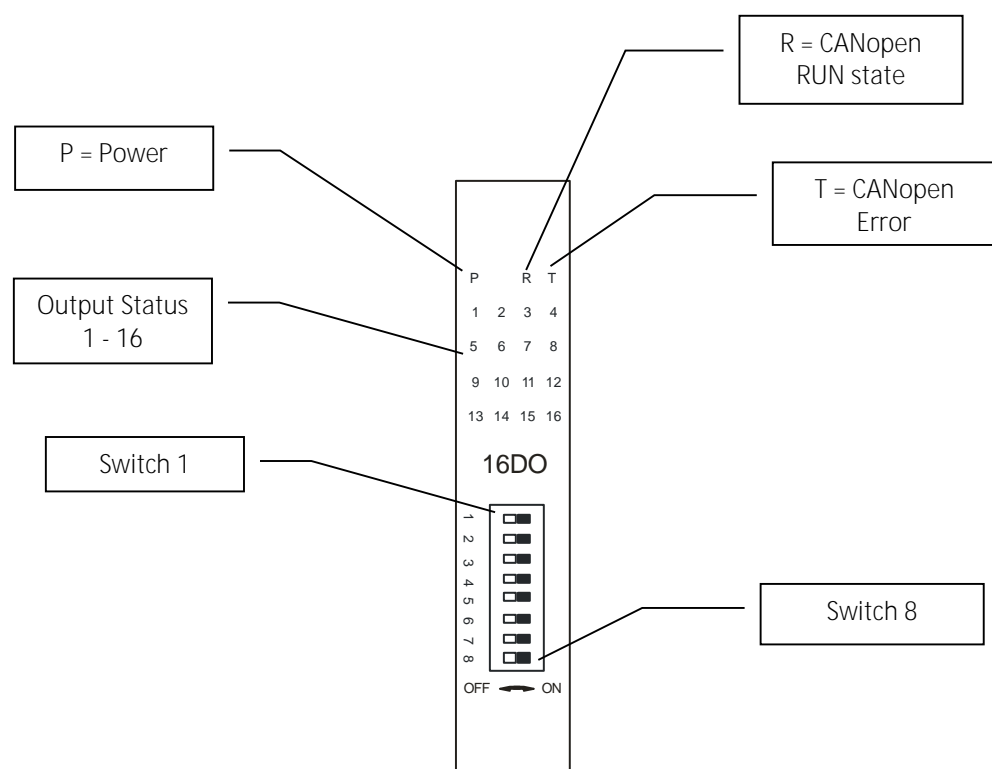 R = CANopen
RUN state
P = Power
T = CANopen
Error
P R T
Output Status
1 - 16
1 2 3 4
5 6 7 8
9 10 11 12
13 14 15 16
Switch 1
16DO
1
2
3
4
5
6
7
8
Switch 8
OFF ON